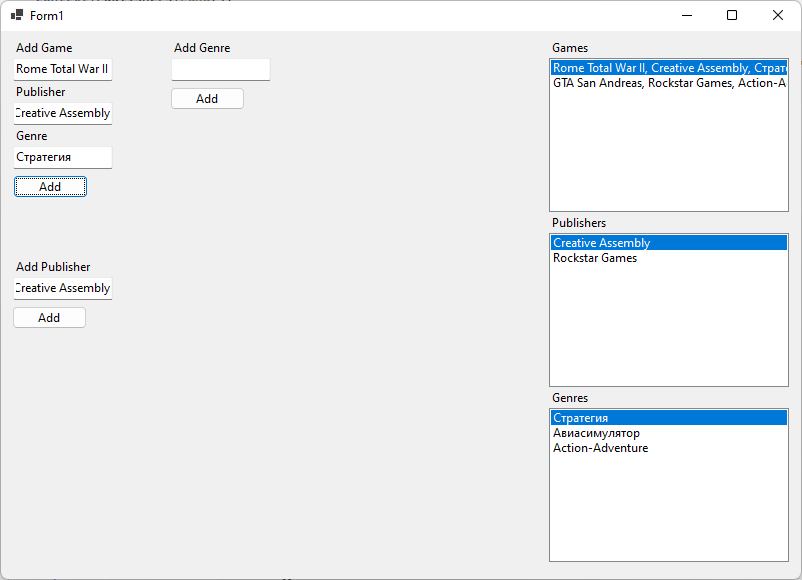 Form1
Add Game
Rome Total War II
Publisher
Creative Assembly
Genre
Стратегия
Add
Add Publisher
Creative Assembly
Add
Add Genre
Add
Games
Rome Total War II, Creative Assembly, Страте
GTA San Andreas, Rockstar Games, Action-A
Publishers
Creative Assembly
Rockstar Games
Genres
Стратегия
Авиасимулятор
Action-Adventure